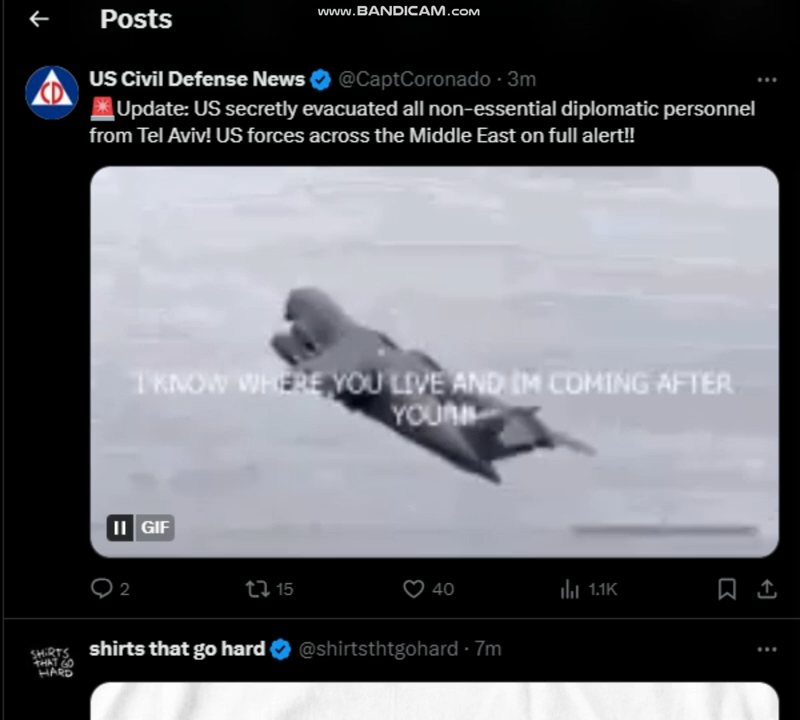 www.BANDICAM.com
Posts
US Civil Defense News @CaptCoronado · 3m
🚨Update: US secretly evacuated all non-essential diplomatic personnel
from Tel Aviv! US forces across the Middle East on full alert!!
CD
I KNOW WHERE YOU LIVE AND IM COMING AFTER
YOU!!!!
GIF
2
15
40
1.1K
shirts that go hard @shirtsthtgohard · 7m
SHIRTS
THAT GO
HARD